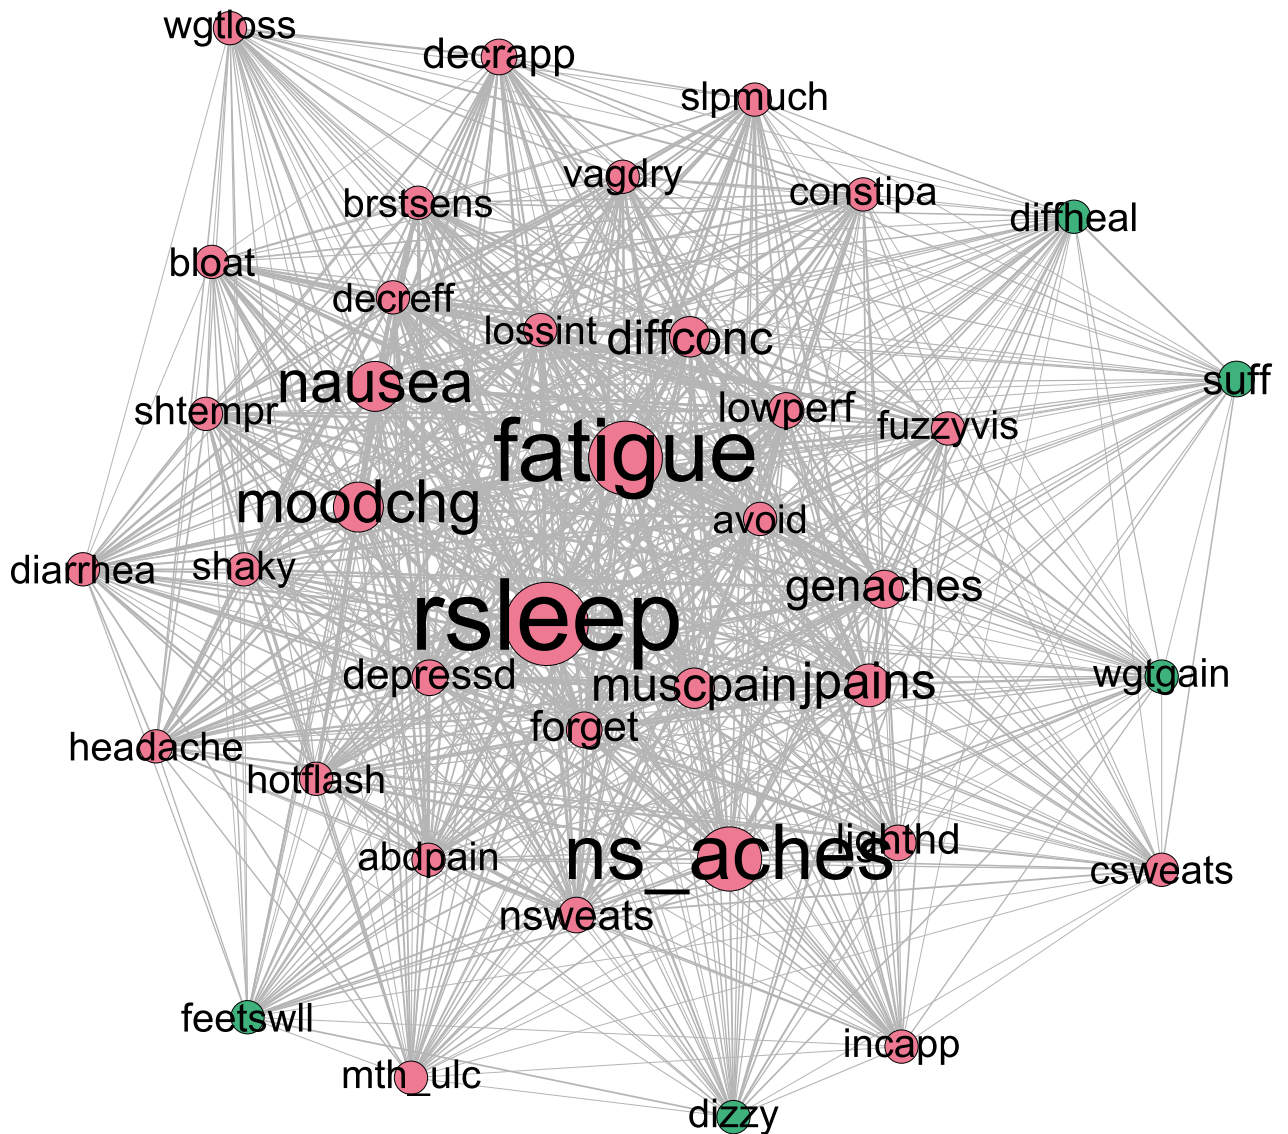 wgtloss
decrapp
slpmuch
vagdry
constipa
brstsens
diffheal
bloat
decreff
lossint
diffconc
suff
nausea
shtempr
lowperf
fuzzyvis
fatigue
moodchg
avoid
diarrhea
shaky
genaches
rsleep
depressd
muscpain
jpains
wgtgain
forget
headache
hotflash
lighthd
abdpain
ns_aches
csweats
nsweats
feetswll
incapp
mth_ulc
dizzy